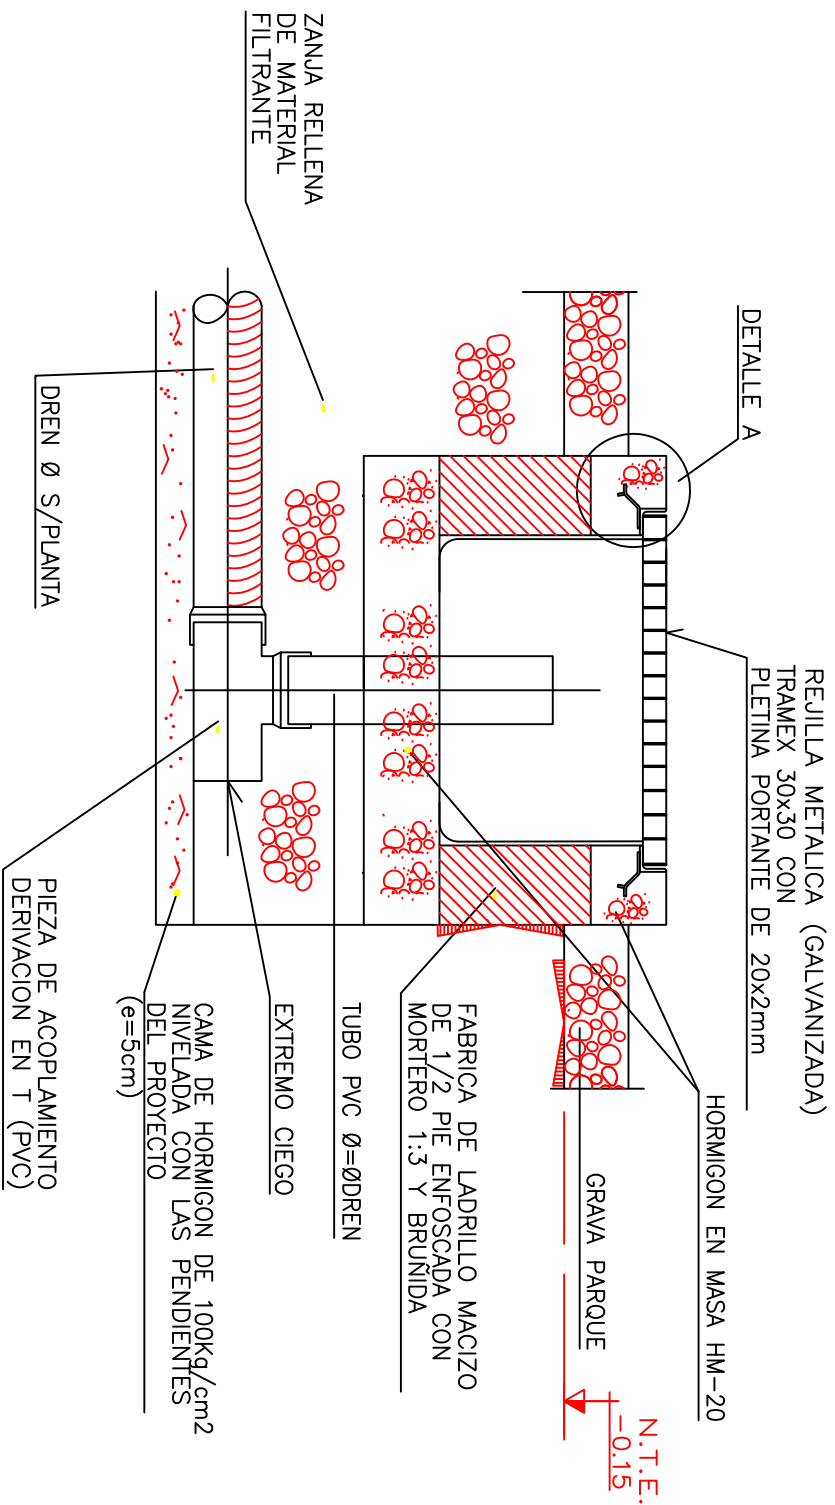 REJILLA METALICA (GALVANIZADA)
TRAMEX 30x30 CON
PLETINA PORTANTE DE 20x2mm
DETALLE A
HORMIGON EN MASA HM-20
N.T.E.
-0.15
GRAVA PARQUE
FABRICA DE LADRILLO MACIZO
DE 1/2 PIE ENFOSCADA CON
MORTERO 1:3 Y BRUÑIDA
TUBO PVC Ø=ØDREN
ZANJA RELLENA
DE MATERIAL
FILTRANTE
EXTREMO CIEGO
CAMA DE HORMIGON DE 100Kg/cm2
NIVELADA CON LAS PENDIENTES
DEL PROYECTO
(e=5cm)
DREN Ø S/PLANTA
PIEZA DE ACOPLAMIENTO
DERIVACION EN T (PVC)